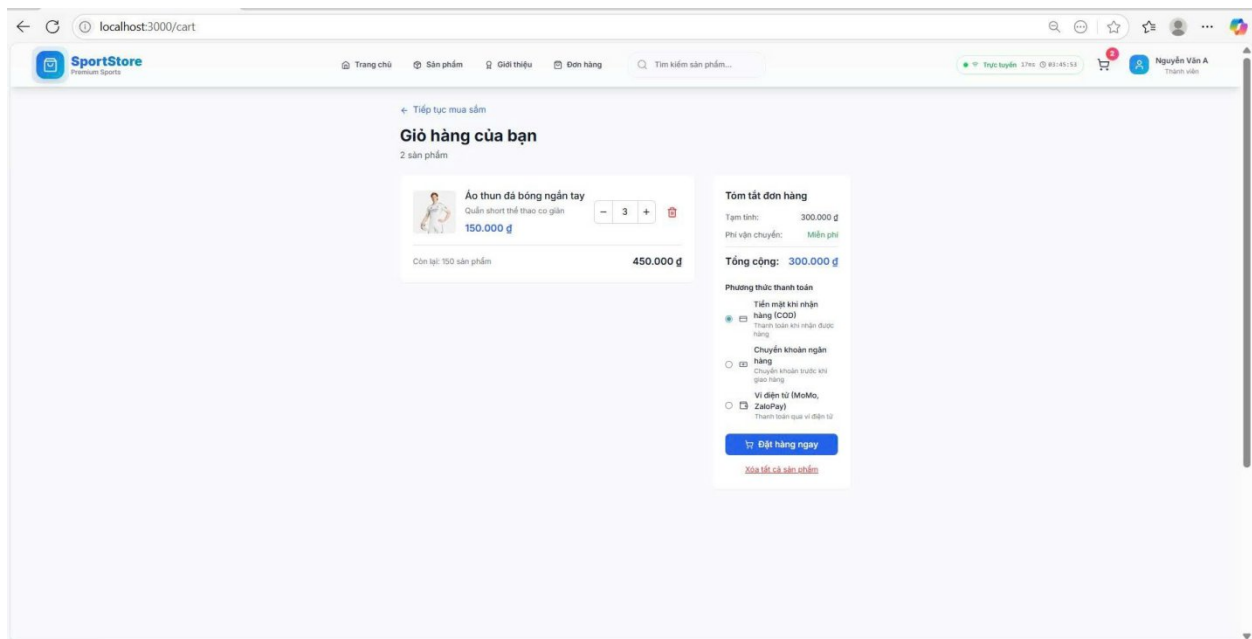 localhost:3000/cart
SportStore
Premium Sports
Trang chủ
Sản phẩm
Giới thiệu
Đơn hàng
Tìm kiếm sản phẩm...
Trực tuyến 17ms 03:45:53
2
Nguyễn Văn A
Thành viên
← Tiếp tục mua sắm
Giỏ hàng của bạn
2 sản phẩm
Áo thun đá bóng ngắn tay
Quần short thể thao co giãn
150.000 ₫
− 3 +
Còn lại: 150 sản phẩm 450.000 ₫
Tóm tắt đơn hàng
Tạm tính: 300.000 ₫
Phí vận chuyển: Miễn phí
Tổng cộng: 300.000 ₫
Phương thức thanh toán
Tiền mặt khi nhận
hàng (COD)
Thanh toán khi nhận được
hàng
Chuyển khoản ngân
hàng
Chuyển khoản trước khi
giao hàng
Ví điện tử (MoMo,
ZaloPay)
Thanh toán qua ví điện tử
Đặt hàng ngay
Xóa tất cả sản phẩm